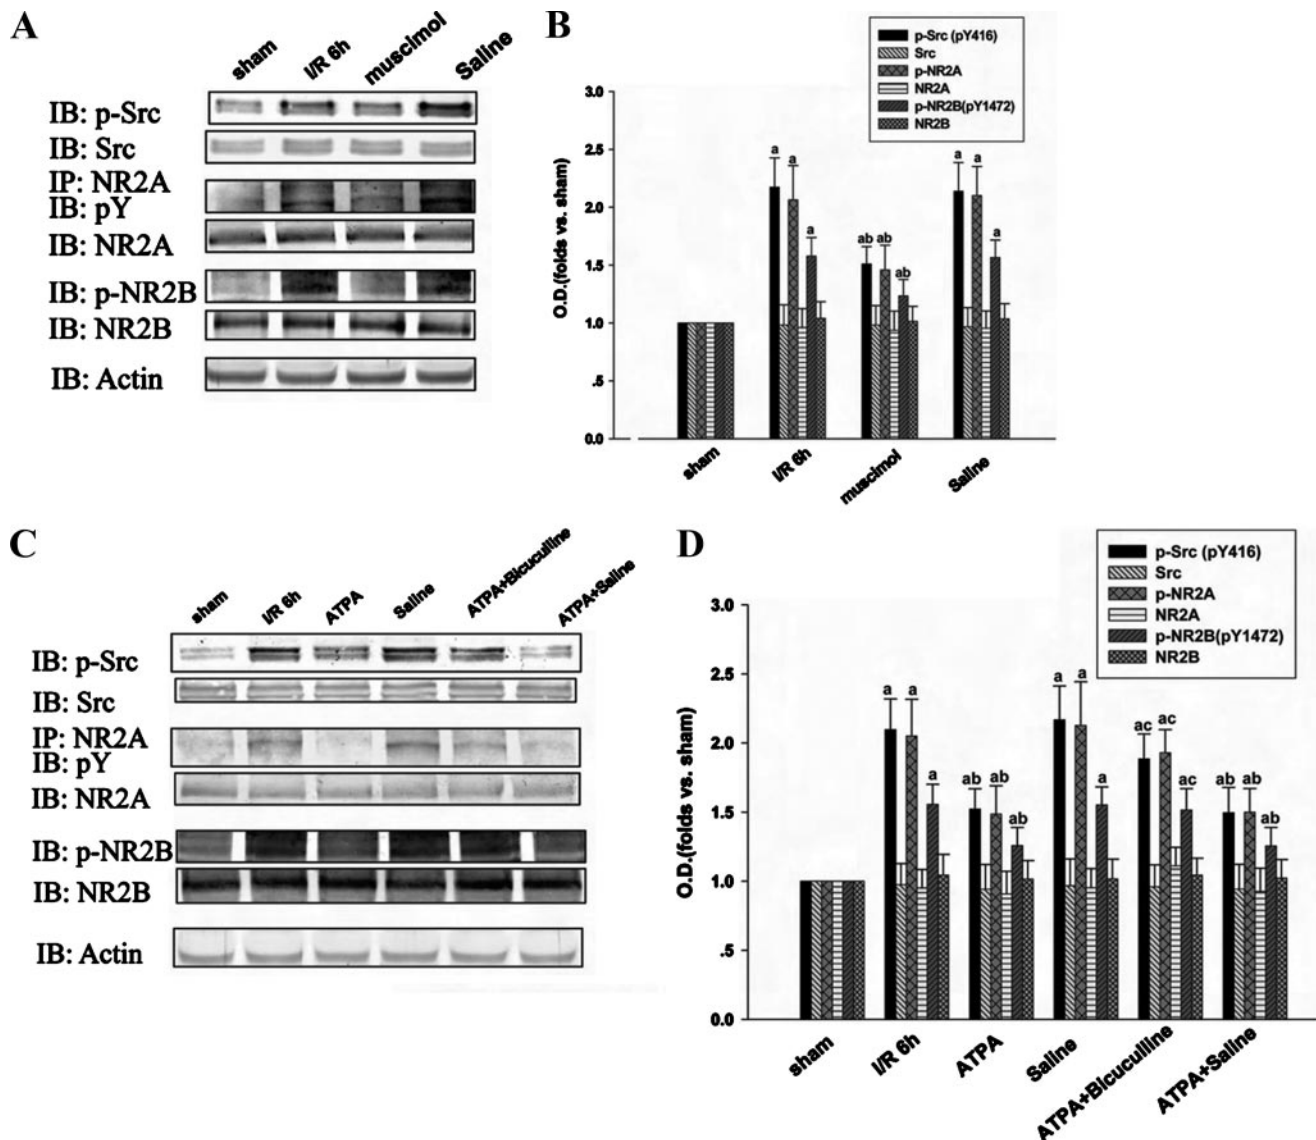 A
sham
I/R 6h
muscimol
Saline
IB: p-Src
IB: Src
IP: NR2A
IB: pY
IB: NR2A
IB: p-NR2B
IB: NR2B
IB: Actin
B
p-Src (pY416)
Src
p-NR2A
NR2A
p-NR2B(pY1472)
NR2B
O.D.(folds vs. sham)
3.0
2.5
2.0
1.5
1.0
.5
0.0
a a a
ab ab ab
a a a
sham
I/R 6h
muscimol
Saline
C
sham
I/R 6h
ATPA
Saline
ATPA+Bicuculline
ATPA+Saline
IB: p-Src
IB: Src
IP: NR2A
IB: pY
IB: NR2A
IB: p-NR2B
IB: NR2B
IB: Actin
D
p-Src (pY416)
Src
p-NR2A
NR2A
p-NR2B(pY1472)
NR2B
O.D.(folds vs. sham)
3.0
2.5
2.0
1.5
1.0
.5
0.0
a a a
ab ab ab
a a a
ac ac ac
ab ab ab
sham
I/R 6h
ATPA
Saline
ATPA+Bicuculline
ATPA+Saline